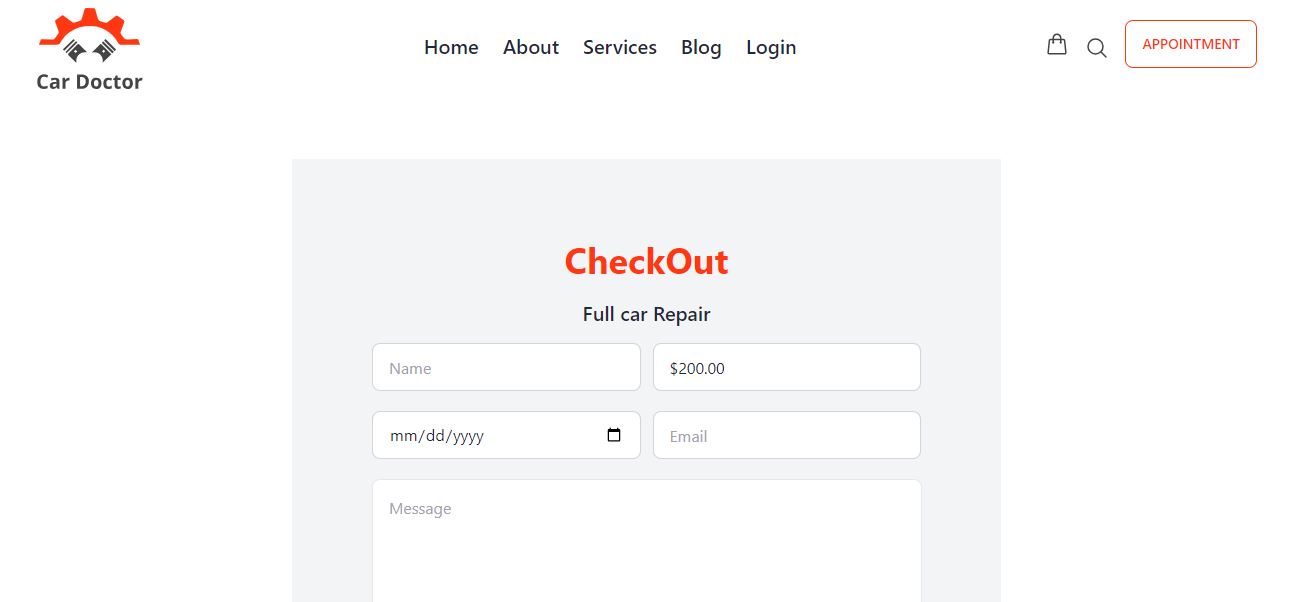 Car Doctor
Home About Services Blog Login
APPOINTMENT
CheckOut
Full car Repair
Name
$200.00
mm/dd/yyyy
Email
Message